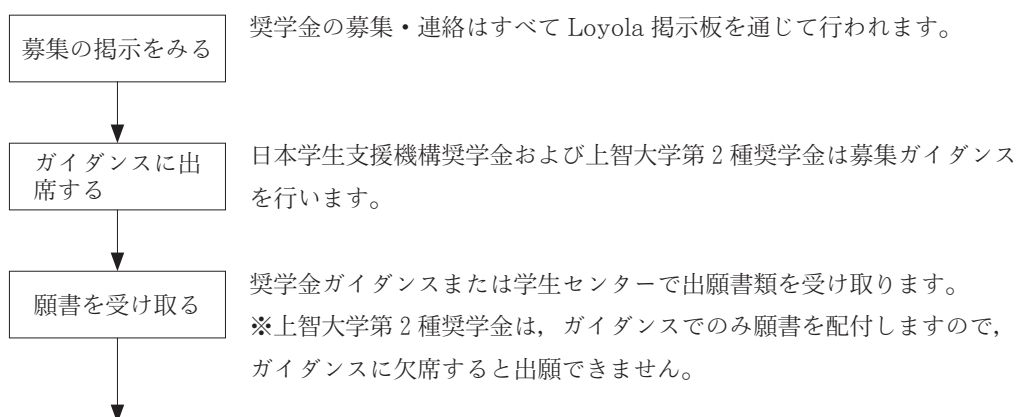 募集の掲示をみる
奨学金の募集・連絡はすべて Loyola 掲示板を通じて行われます。
ガイダンスに出
席する
日本学生支援機構奨学金および上智大学第 2 種奨学金は募集ガイダンス
を行います。
願書を受け取る
奨学金ガイダンスまたは学生センターで出願書類を受け取ります。
※上智大学第 2 種奨学金は，ガイダンスでのみ願書を配付しますので，
ガイダンスに欠席すると出願できません。